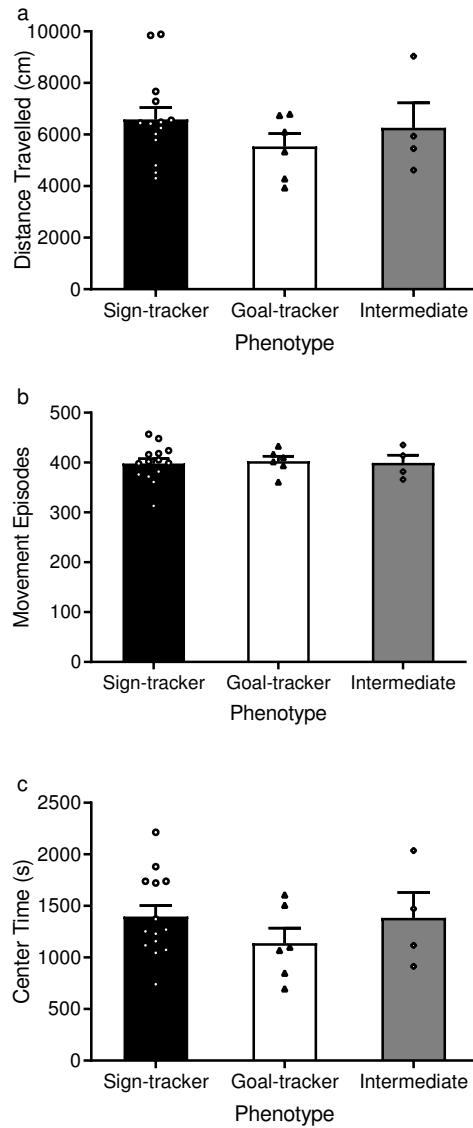 a
10000
8000
6000
4000
2000
0
Distance Travelled (cm)
Sign-tracker Goal-tracker Intermediate
Phenotype
b
500
400
300
200
100
0
Movement Episodes
Sign-tracker Goal-tracker Intermediate
Phenotype
c
2500
2000
1500
1000
500
0
Center Time (s)
Sign-tracker Goal-tracker Intermediate
Phenotype